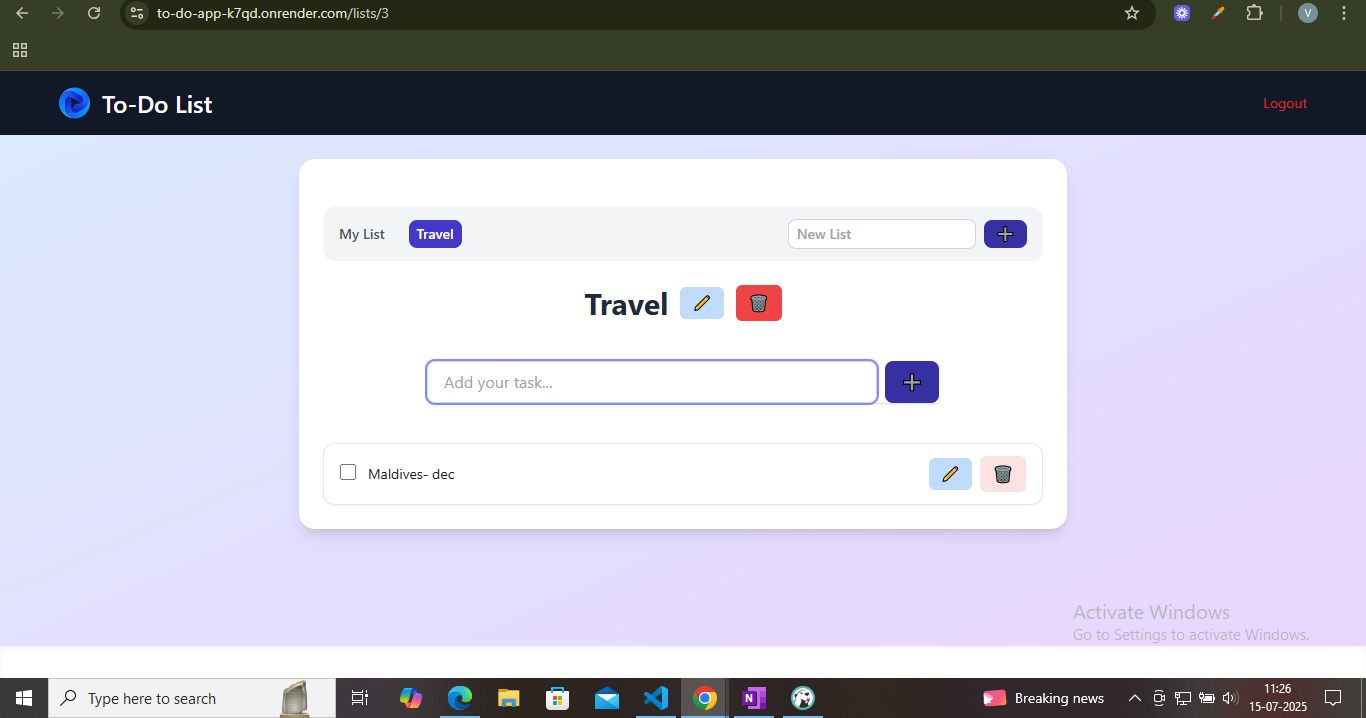 to-do-app-k7qd.onrender.com/lists/3
V
To-Do List
Logout
My List
Travel
New List
Travel
Add your task...
Maldives- dec
Activate Windows
Go to Settings to activate Windows.
Type here to search
N
Breaking news
11:26
15-07-2025